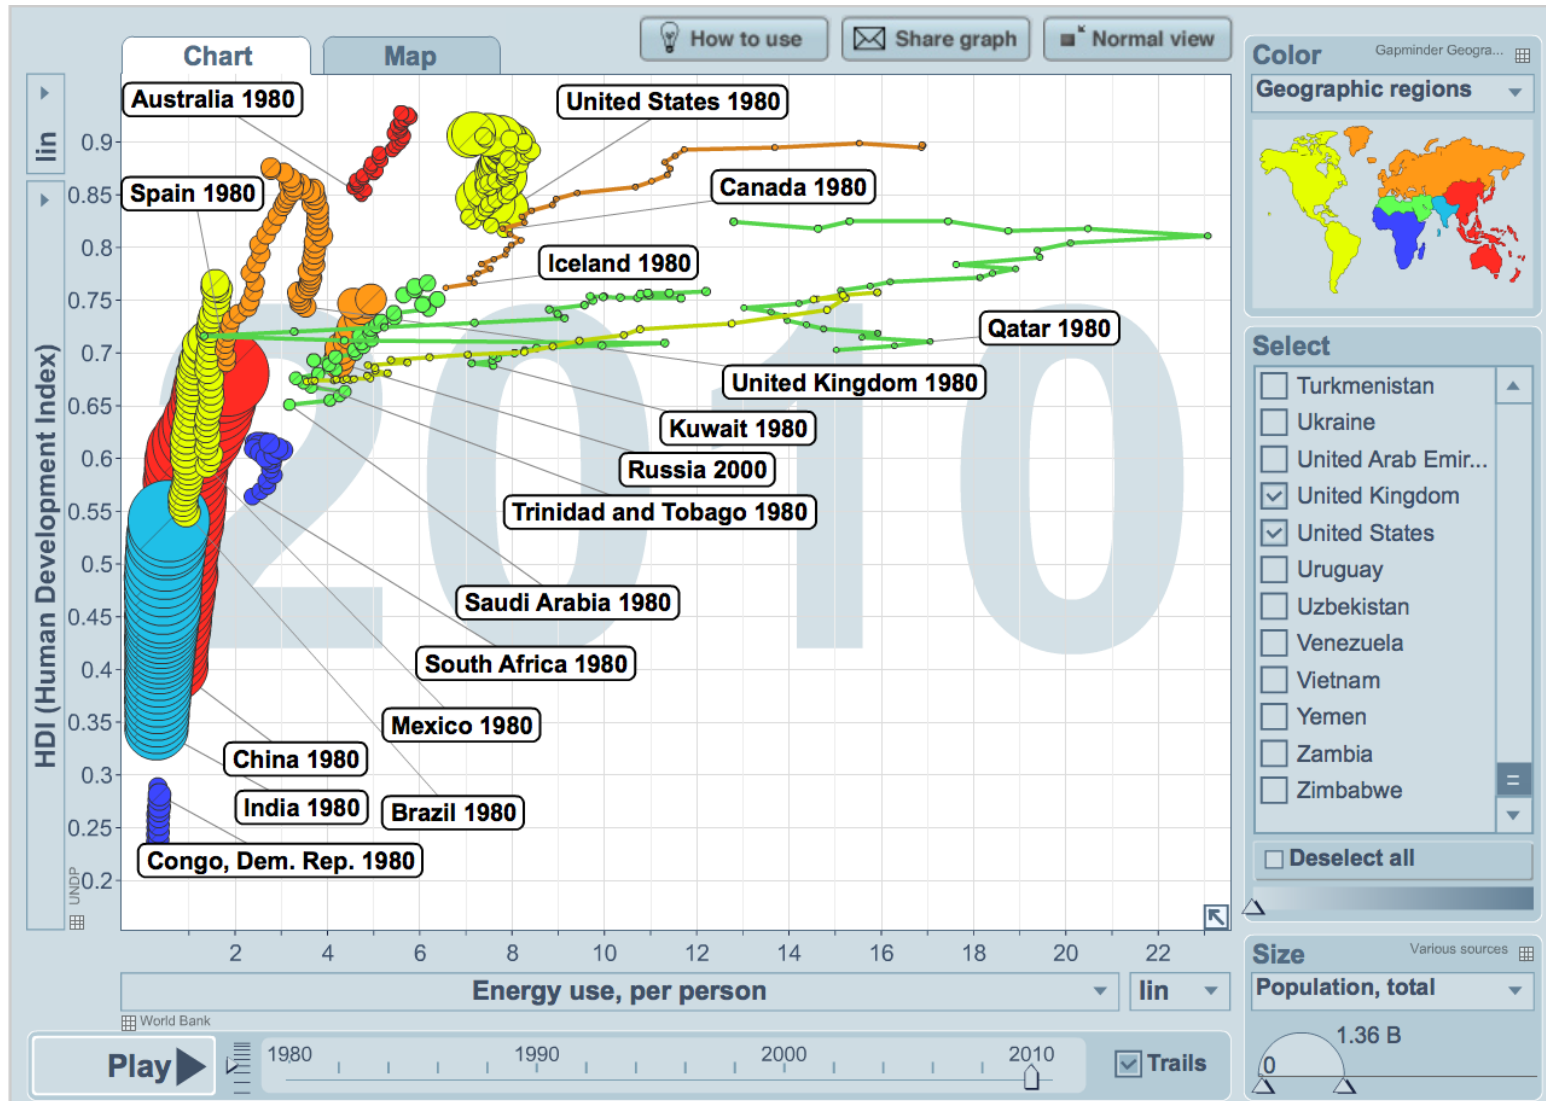 How to use
Share graph
Normal view
Chart
Map
Color
Gapminder Geogra...
Geographic regions
lin
HDI (Human Development Index)
UNDP
0.9
0.85
0.8
0.75
0.7
0.65
0.6
0.55
0.5
0.45
0.4
0.35
0.3
0.25
0.2
2010
Australia 1980
United States 1980
Spain 1980
Canada 1980
Iceland 1980
Qatar 1980
United Kingdom 1980
Kuwait 1980
Russia 2000
Trinidad and Tobago 1980
Saudi Arabia 1980
South Africa 1980
Mexico 1980
China 1980
India 1980
Brazil 1980
Congo, Dem. Rep. 1980
2 4 6 8 10 12 14 16 18 20 22
Energy use, per person
lin
World Bank
Select
Turkmenistan
Ukraine
United Arab Emir...
United Kingdom
United States
Uruguay
Uzbekistan
Venezuela
Vietnam
Yemen
Zambia
Zimbabwe
Deselect all
Size
Various sources
Population, total
1.36 B
0
Play
1980 1990 2000 2010
Trails